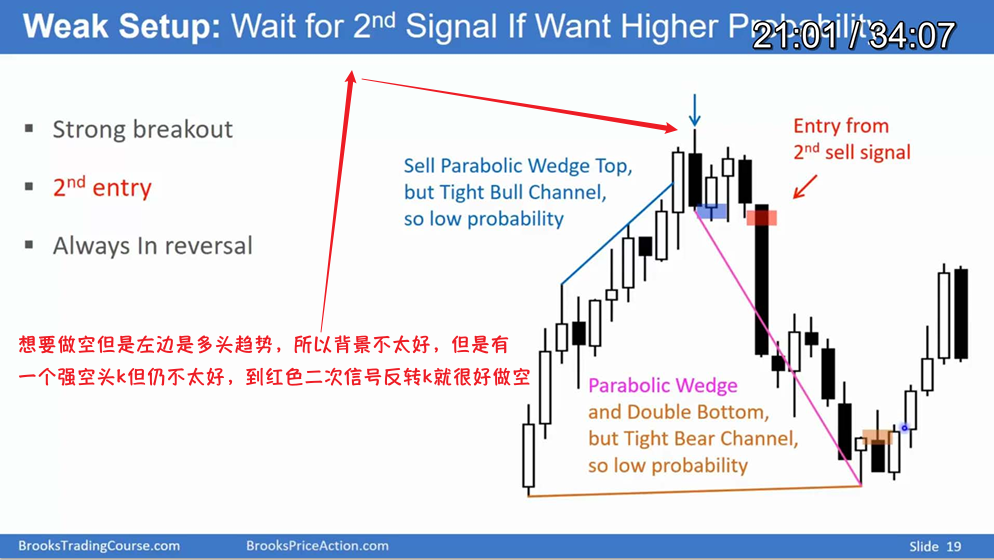 Weak Setup: Wait for 2nd Signal If Want Higher Probability
21:01 / 34:07
▪ Strong breakout
▪ 2nd entry
▪ Always In reversal
Sell Parabolic Wedge Top,
but Tight Bull Channel,
so low probability
Entry from
2nd sell signal
想要做空但是左边是多头趋势，所以背景不太好，但是有
一个强空头k但仍不太好，到红色二次信号反转k就很好做空
Parabolic Wedge
and Double Bottom,
but Tight Bear Channel,
so low probability
BrooksTradingCourse.com
BrooksPriceAction.com
Slide 19